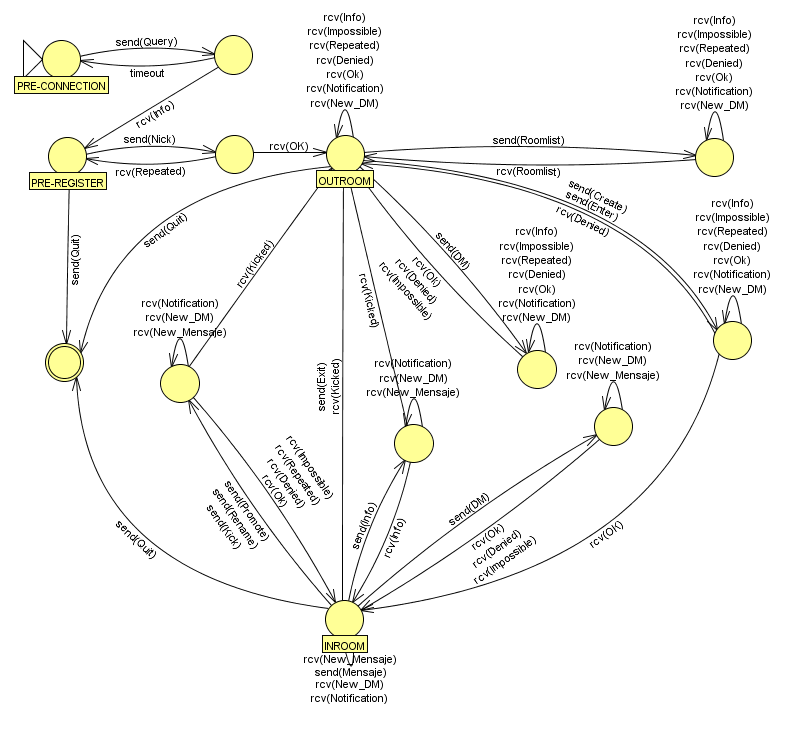 rcv(Info)
rcv(Impossible)
rcv(Repeated)
rcv(Denied)
rcv(Ok)
rcv(Notification)
rcv(New_DM)
rcv(Info)
rcv(Impossible)
rcv(Repeated)
rcv(Denied)
rcv(Ok)
rcv(Notification)
rcv(New_DM)
send(Query)
timeout
PRE-CONNECTION
rcv(Info)
send(Nick)
rcv(Repeated)
PRE-REGISTER
rcv(OK)
OUTROOM
send(Roomlist)
rcv(Roomlist)
send(Create)
send(Enter)
rcv(Denied)
rcv(Info)
rcv(Impossible)
rcv(Repeated)
rcv(Denied)
rcv(Ok)
rcv(Notification)
rcv(New_DM)
rcv(Info)
rcv(Impossible)
rcv(Repeated)
rcv(Denied)
rcv(Ok)
rcv(Notification)
rcv(New_DM)
send(Quit)
send(Quit)
rcv(Kicked)
send(DM)
rcv(Ok)
rcv(Denied)
rcv(Impossible)
rcv(Kicked)
rcv(Notification)
rcv(New_DM)
rcv(New_Mensaje)
send(Exit)
rcv(Kicked)
rcv(Notification)
rcv(New_DM)
rcv(New_Mensaje)
rcv(Notification)
rcv(New_DM)
rcv(New_Mensaje)
rcv(Impossible)
rcv(Repeated)
rcv(Denied)
rcv(Ok)
send(Promote)
send(Rename)
send(Kick)
send(Info)
rcv(Info)
send(DM)
rcv(Ok)
rcv(Denied)
rcv(Impossible)
rcv(OK)
send(Quit)
INROOM
rcv(New_Mensaje)
send(Mensaje)
rcv(New_DM)
rcv(Notification)